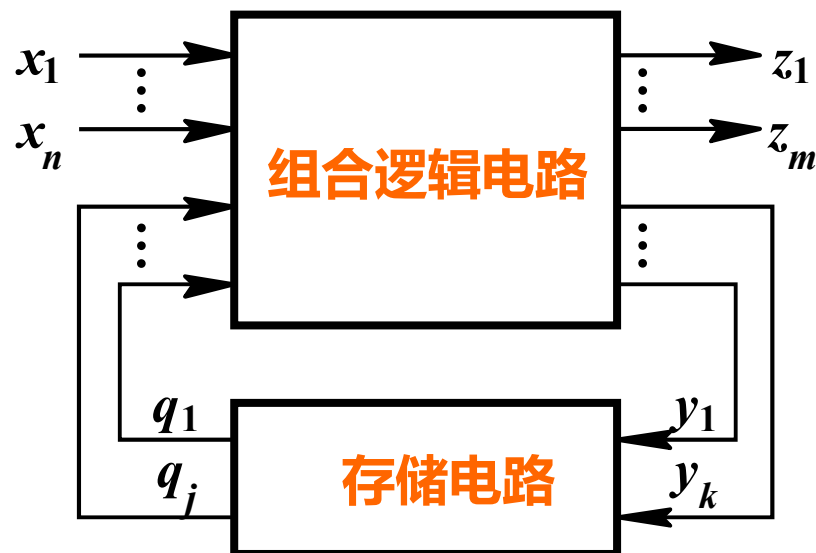 x1 z1
⋮ ⋮
xn zm
组合逻辑电路
⋮ ⋮
q1 y1
存储电路
qj yk